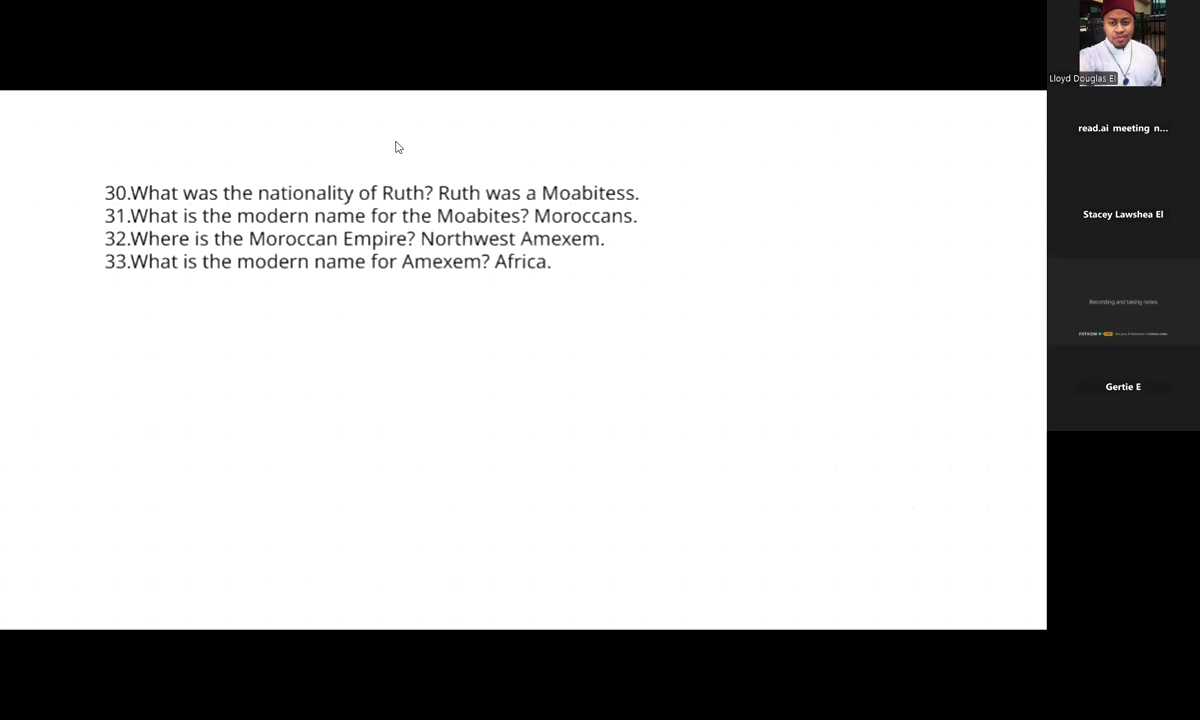 30.What was the nationality of Ruth? Ruth was a Moabitess.
31.What is the modern name for the Moabites? Moroccans.
32.Where is the Moroccan Empire? Northwest Amexem.
33.What is the modern name for Amexem? Africa.
Lloyd Douglas El
read.ai meeting n...
Stacey Lawshea El
Recording and taking notes
FATHOM
Gertie E